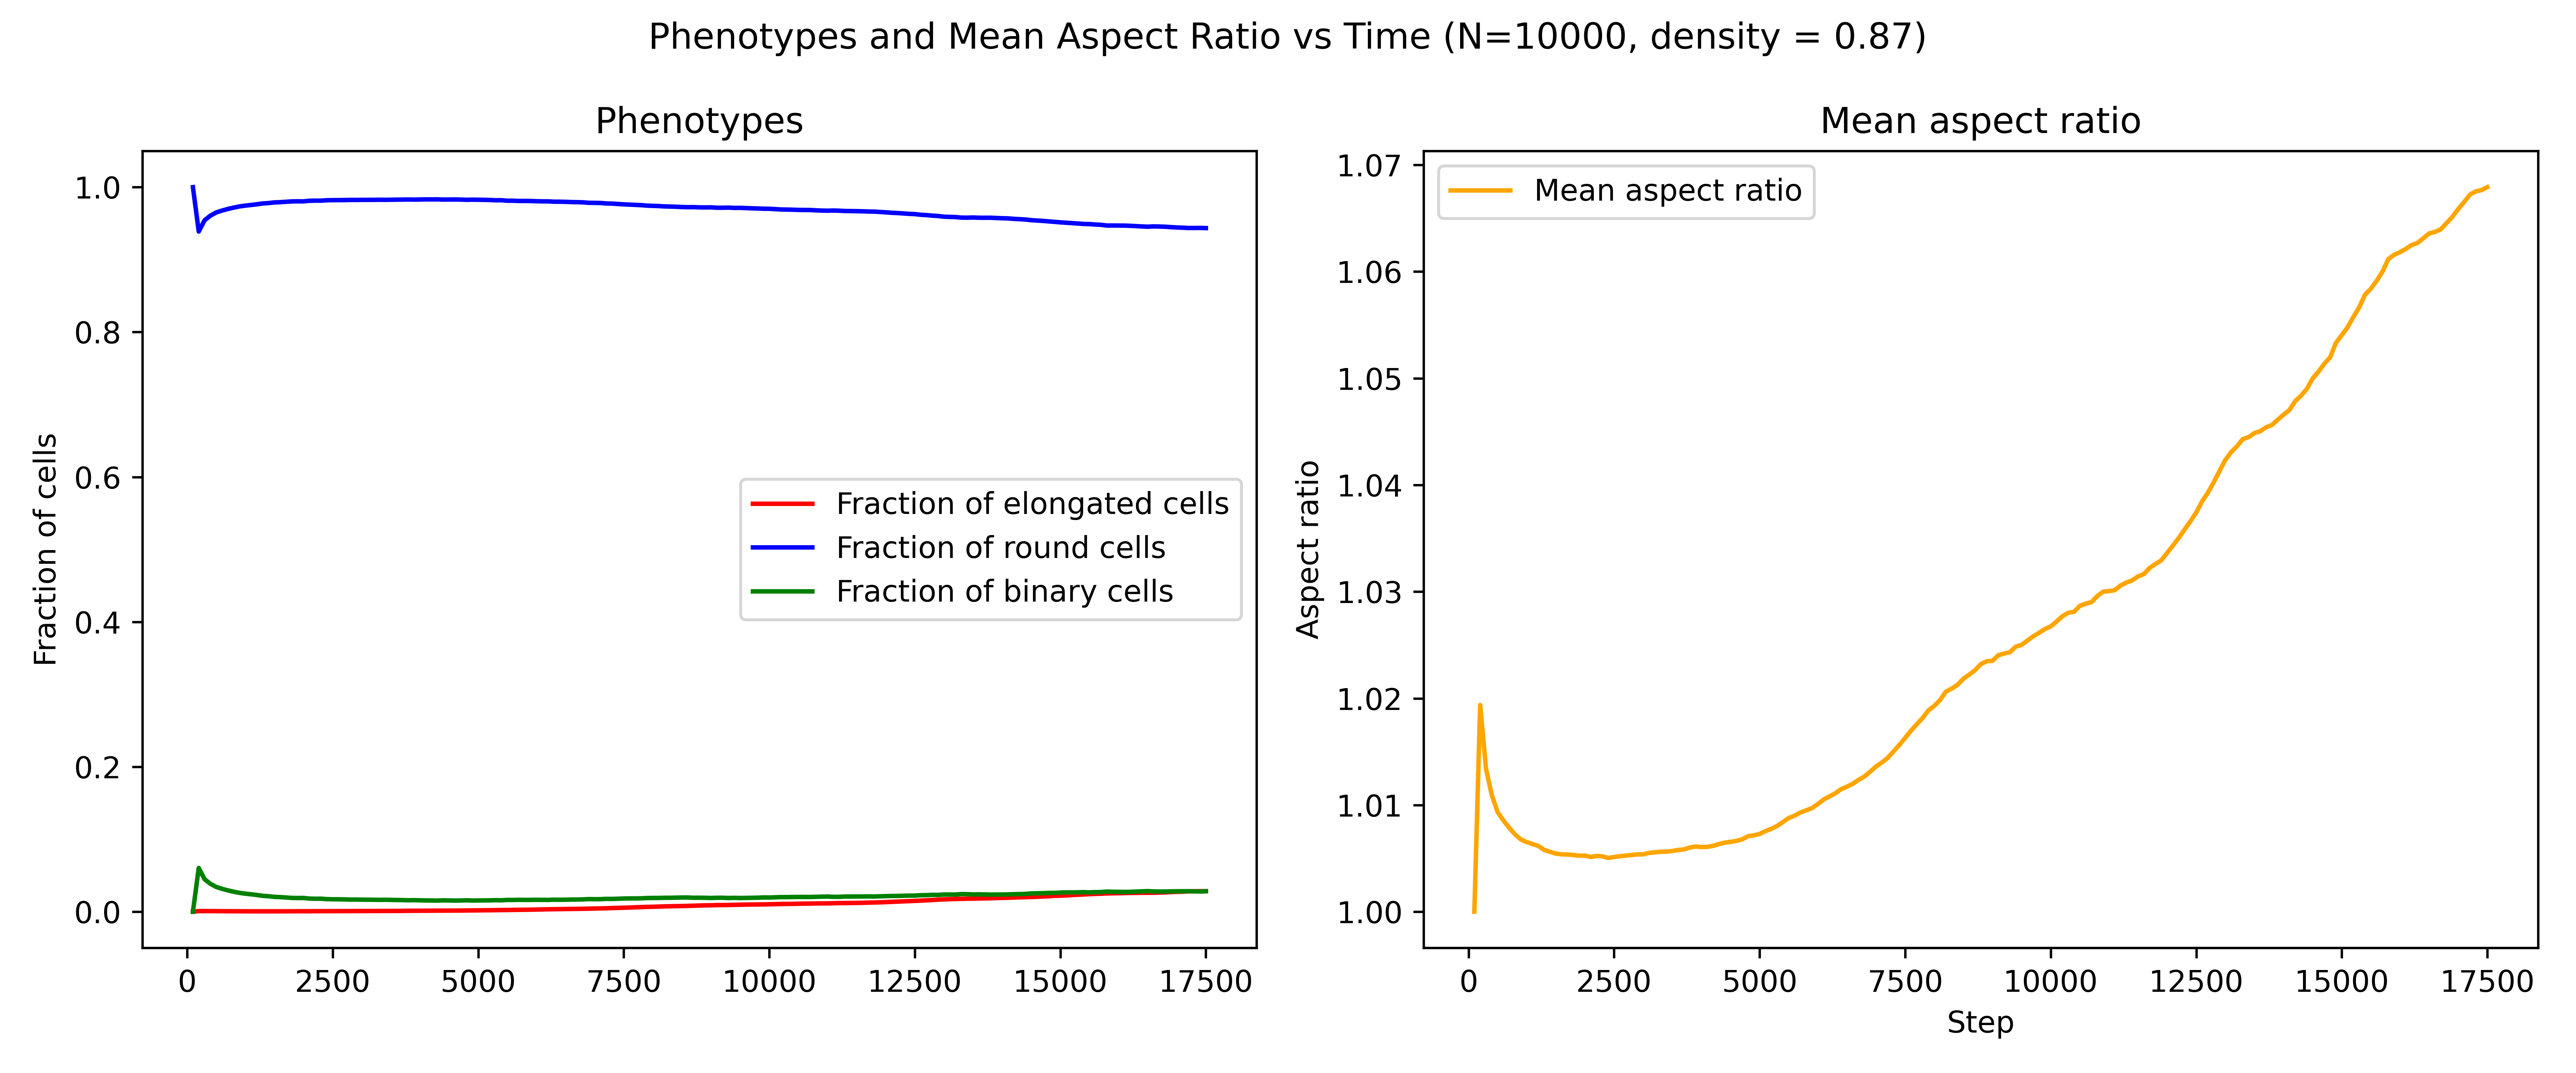 Phenotypes and Mean Aspect Ratio vs Time (N=10000, density = 0.87)
Phenotypes
Fraction of cells
1.0
0.8
0.6
0.4
0.2
0.0
Fraction of elongated cells
Fraction of round cells
Fraction of binary cells
0 2500 5000 7500 10000 12500 15000 17500
Mean aspect ratio
Aspect ratio
1.07
1.06
1.05
1.04
1.03
1.02
1.01
1.00
Mean aspect ratio
0 2500 5000 7500 10000 12500 15000 17500
Step